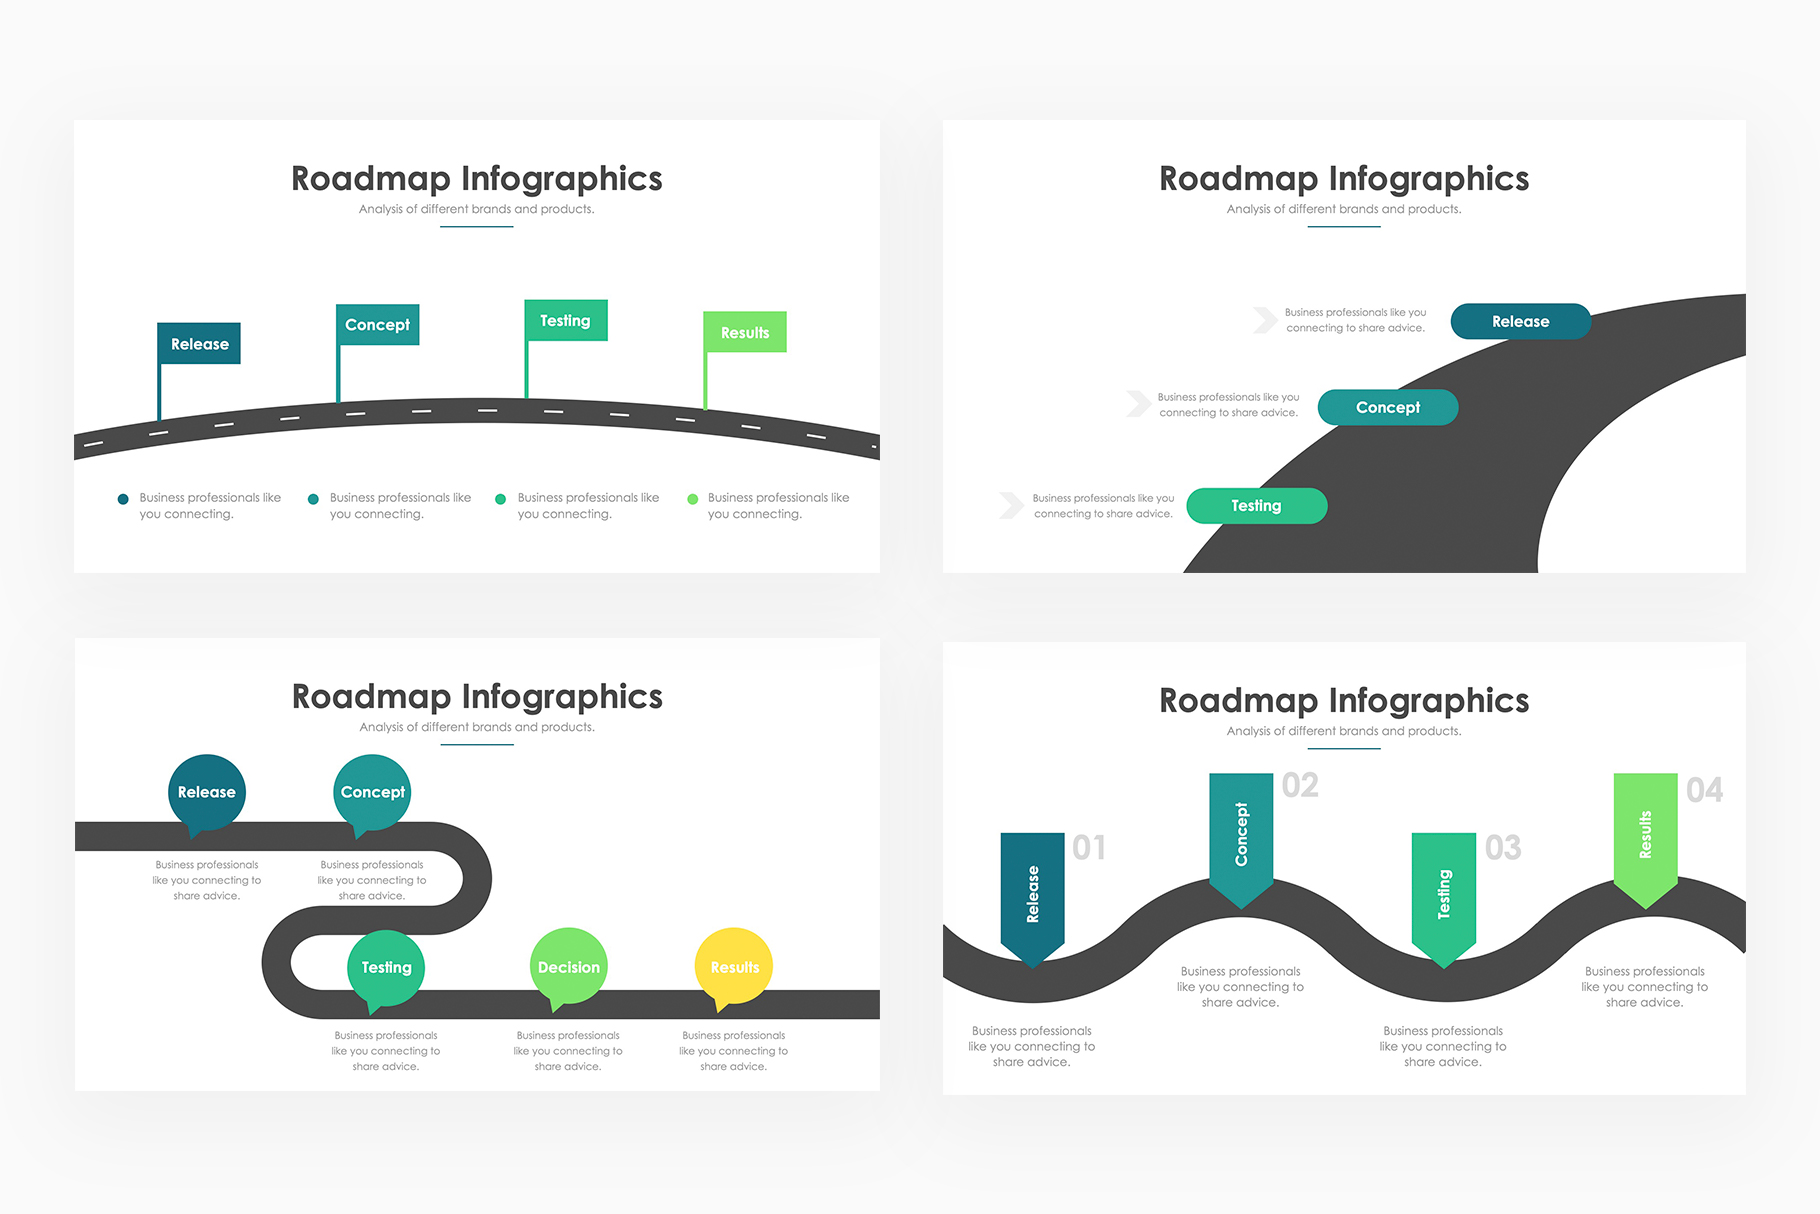 Roadmap Infographics
Analysis of different brands and products.
Release
Concept
Testing
Results
Business professionals like
you connecting.
Business professionals like
you connecting.
Business professionals like
you connecting.
Business professionals like
you connecting.
Roadmap Infographics
Analysis of different brands and products.
Business professionals like you
connecting to share advice.
Release
Business professionals like you
connecting to share advice.
Concept
Business professionals like you
connecting to share advice.
Testing
Roadmap Infographics
Analysis of different brands and products.
Release
Concept
Business professionals
like you connecting to
share advice.
Business professionals
like you connecting to
share advice.
Testing
Decision
Results
Business professionals
like you connecting to
share advice.
Business professionals
like you connecting to
share advice.
Business professionals
like you connecting to
share advice.
Roadmap Infographics
Analysis of different brands and products.
Release
01
Concept
02
Testing
03
Results
04
Business professionals
like you connecting to
share advice.
Business professionals
like you connecting to
share advice.
Business professionals
like you connecting to
share advice.
Business professionals
like you connecting to
share advice.